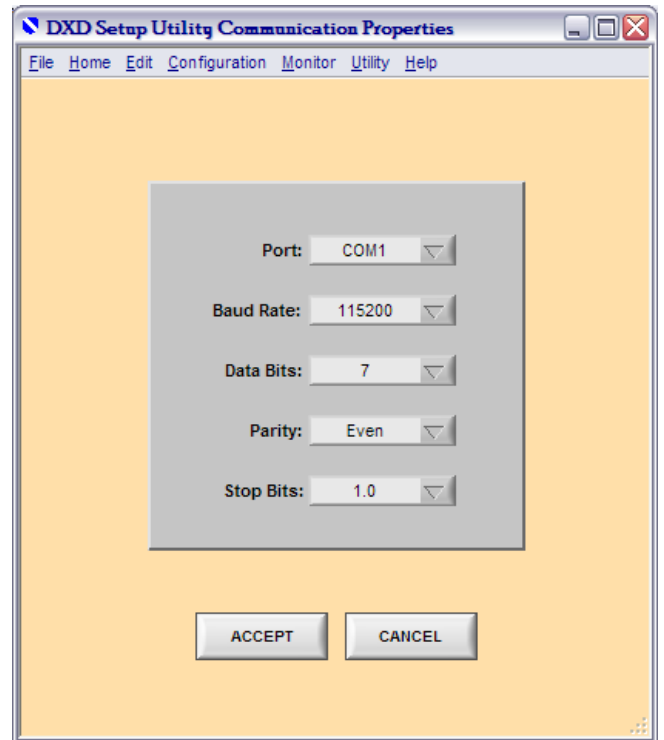 DXD Setup Utility Communication Properties
File Home Edit Configuration Monitor Utility Help
Port: COM1
Baud Rate: 115200
Data Bits: 7
Parity: Even
Stop Bits: 1.0
ACCEPT CANCEL